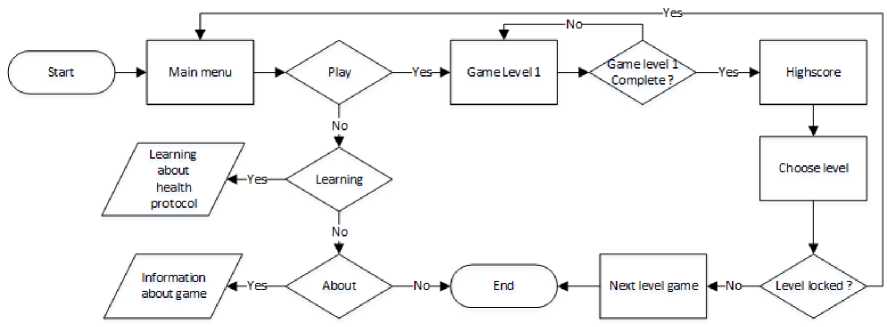 Yes
No
Start
Main menu
Play
Yes
Game Level 1
Game level 1
Complete ?
Yes
Highscore
No
Learning
about
health
protocol
Yes
Learning
Choose level
No
Information
about game
Yes
About
No
End
Next level game
No
Level locked ?